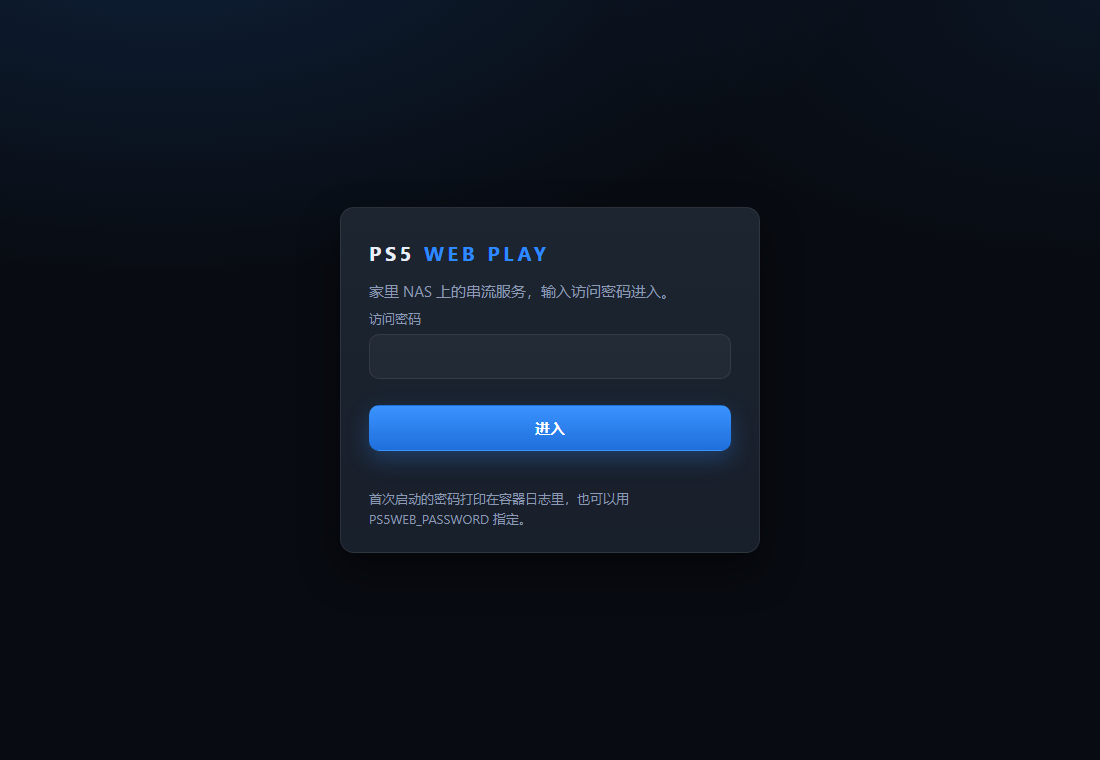 PS5 WEB PLAY
家里 NAS 上的串流服务，输入访问密码进入。
访问密码
进入
首次启动的密码打印在容器日志里，也可以用
PS5WEB_PASSWORD 指定。